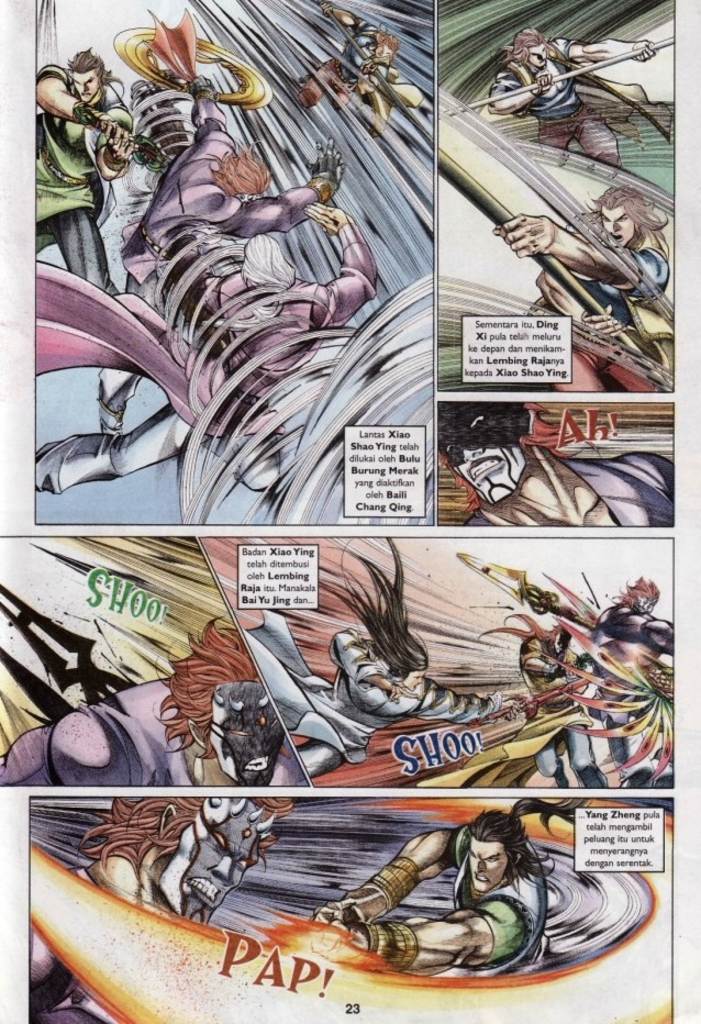 Sementara itu, Ding
Xi pula telah meluru
ke depan dan menikam-
kan Lembing Rajanya
kepada Xiao Shao Ying.
Lantas Xiao
Shao Ying telah
dilukai oleh Bulu
Burung Merak
yang diaktifkan
oleh Baili
Chang Qing.
AH!
SHOO!
Badan Xiao Ying
telah ditembusi
oleh Lembing
Raja itu. Manakala
Bai Yu Jing dan...
SHOO!
...Yang Zheng pula
telah mengambil
peluang itu untuk
menyerangnya
dengan serentak.
PAP!
23